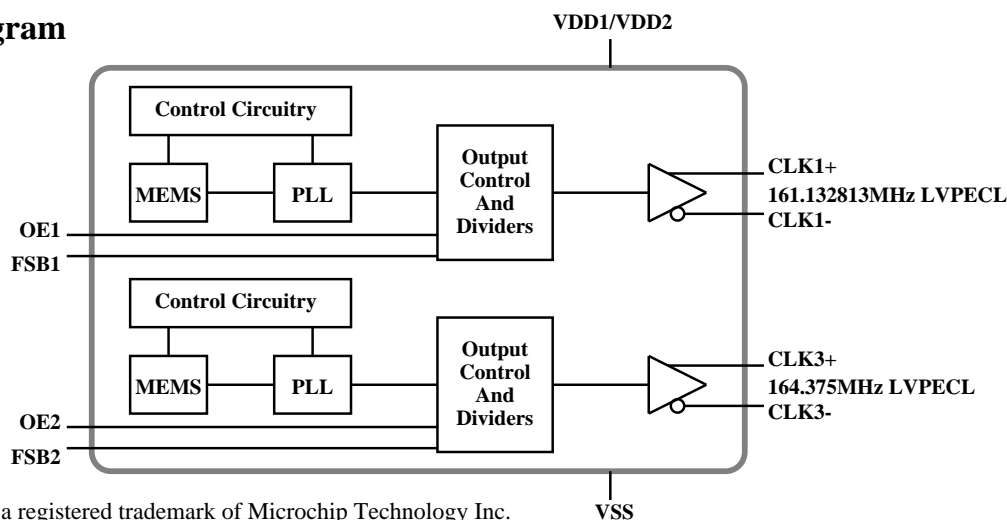 gram
VDD1/VDD2
Control Circuitry
MEMS
PLL
Output
Control
And
Dividers
CLK1+
161.132813MHz LVPECL
CLK1-
OE1
FSB1
Control Circuitry
MEMS
PLL
Output
Control
And
Dividers
CLK3+
164.375MHz LVPECL
CLK3-
OE2
FSB2
VSS
a registered trademark of Microchip Technology Inc.